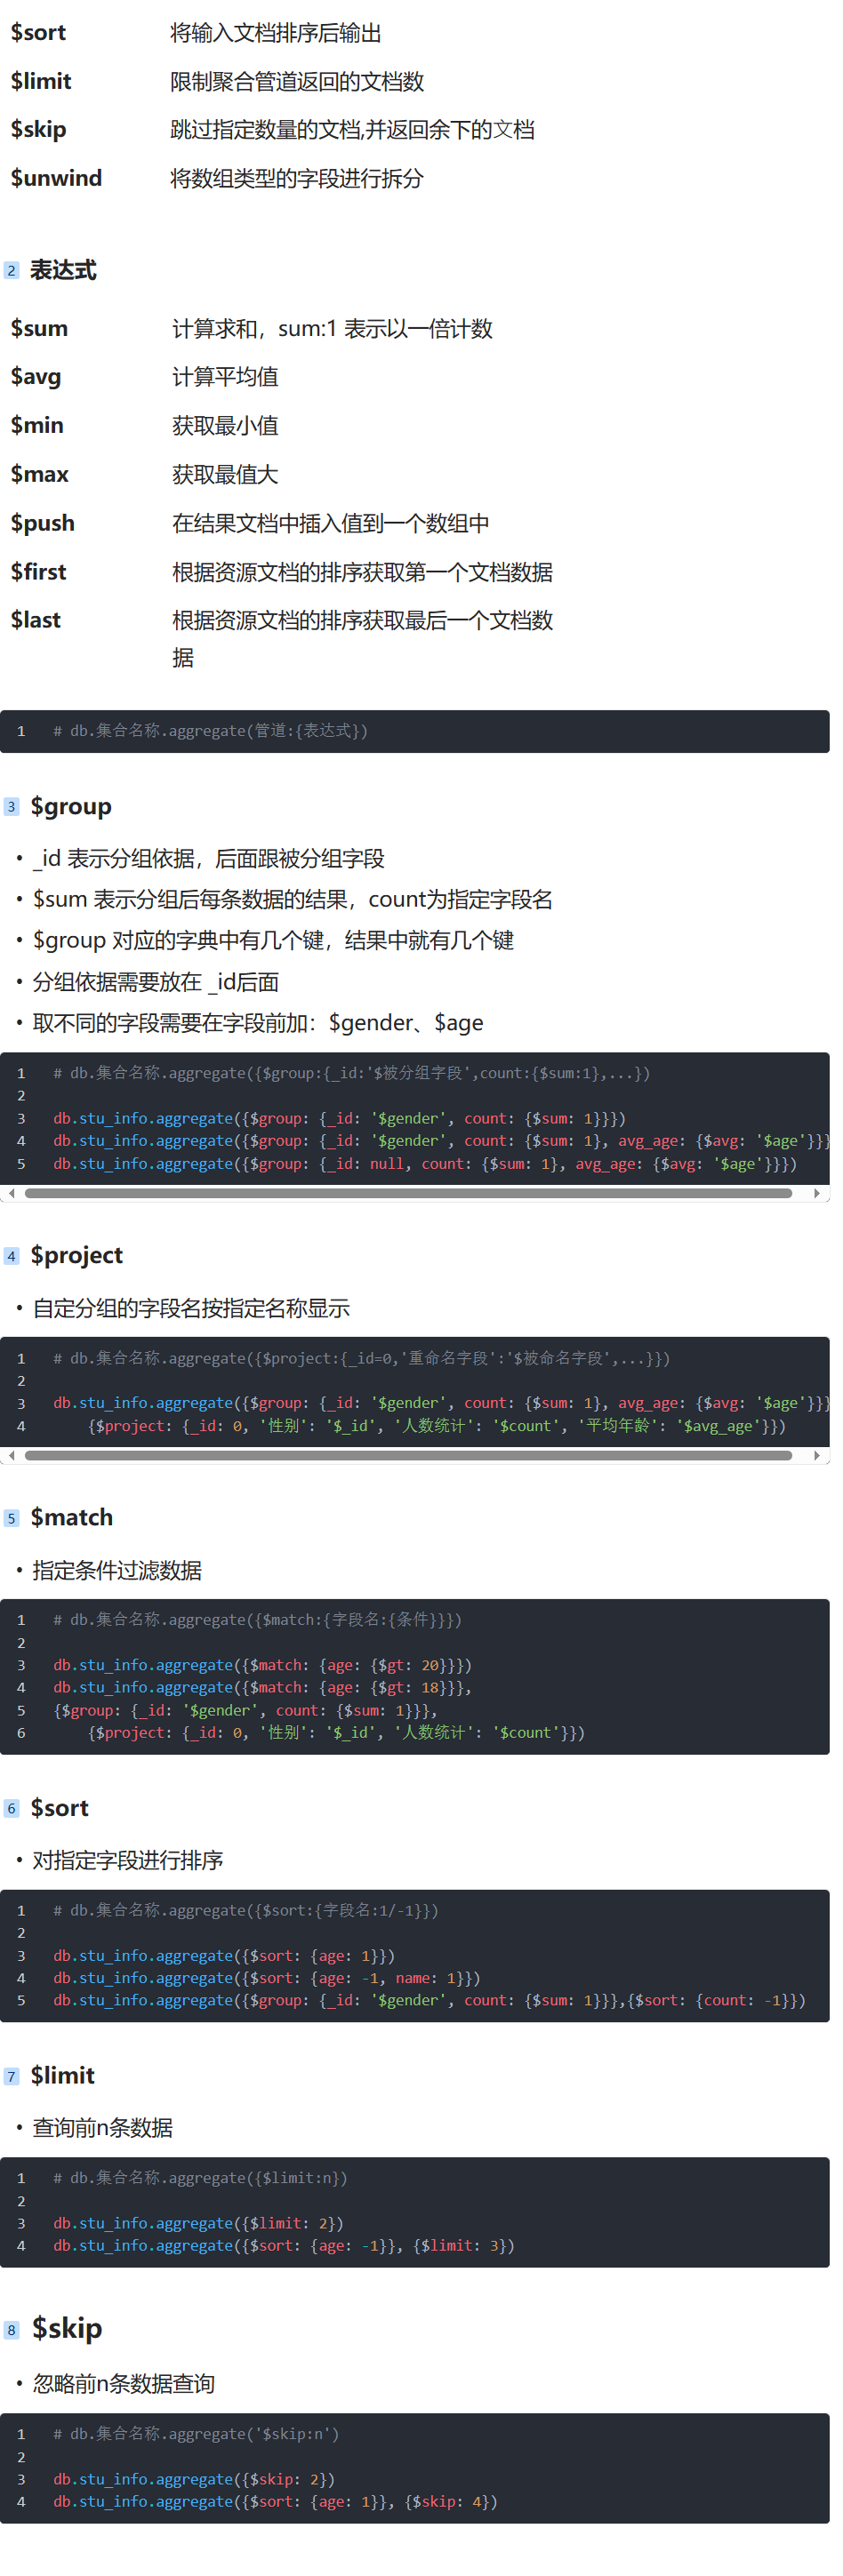 $sort 将输入文档排序后输出
$limit 限制聚合管道返回的文档数
$skip 跳过指定数量的文档,并返回余下的文档
$unwind 将数组类型的字段进行拆分
2 表达式
$sum 计算求和，sum:1 表示以一倍计数
$avg 计算平均值
$min 获取最小值
$max 获取最值大
$push 在结果文档中插入值到一个数组中
$first 根据资源文档的排序获取第一个文档数据
$last 根据资源文档的排序获取最后一个文档数
据
1 # db.集合名称.aggregate(管道:{表达式})
3 $group
• _id 表示分组依据，后面跟被分组字段
• $sum 表示分组后每条数据的结果，count为指定字段名
• $group 对应的字典中有几个键，结果中就有几个键
• 分组依据需要放在 _id后面
• 取不同的字段需要在字段前加：$gender、$age
1 # db.集合名称.aggregate({$group:{_id:'$被分组字段',count:{$sum:1},...})
2
3 db.stu_info.aggregate({$group: {_id: '$gender', count: {$sum: 1}}})
4 db.stu_info.aggregate({$group: {_id: '$gender', count: {$sum: 1}, avg_age: {$avg: '$age'}}}
5 db.stu_info.aggregate({$group: {_id: null, count: {$sum: 1}, avg_age: {$avg: '$age'}}})
4 $project
• 自定分组的字段名按指定名称显示
1 # db.集合名称.aggregate({$project:{_id=0,'重命名字段':'$被命名字段',...}})
2
3 db.stu_info.aggregate({$group: {_id: '$gender', count: {$sum: 1}, avg_age: {$avg: '$age'}}}
4 {$project: {_id: 0, '性别': '$_id', '人数统计': '$count', '平均年龄': '$avg_age'}})
5 $match
• 指定条件过滤数据
1 # db.集合名称.aggregate({$match:{字段名:{条件}}})
2
3 db.stu_info.aggregate({$match: {age: {$gt: 20}}})
4 db.stu_info.aggregate({$match: {age: {$gt: 18}}},
5 {$group: {_id: '$gender', count: {$sum: 1}}},
6 {$project: {_id: 0, '性别': '$_id', '人数统计': '$count'}})
6 $sort
• 对指定字段进行排序
1 # db.集合名称.aggregate({$sort:{字段名:1/-1}})
2
3 db.stu_info.aggregate({$sort: {age: 1}})
4 db.stu_info.aggregate({$sort: {age: -1, name: 1}})
5 db.stu_info.aggregate({$group: {_id: '$gender', count: {$sum: 1}}},{$sort: {count: -1}})
7 $limit
• 查询前n条数据
1 # db.集合名称.aggregate({$limit:n})
2
3 db.stu_info.aggregate({$limit: 2})
4 db.stu_info.aggregate({$sort: {age: -1}}, {$limit: 3})
8 $skip
• 忽略前n条数据查询
1 # db.集合名称.aggregate('$skip:n')
2
3 db.stu_info.aggregate({$skip: 2})
4 db.stu_info.aggregate({$sort: {age: 1}}, {$skip: 4})